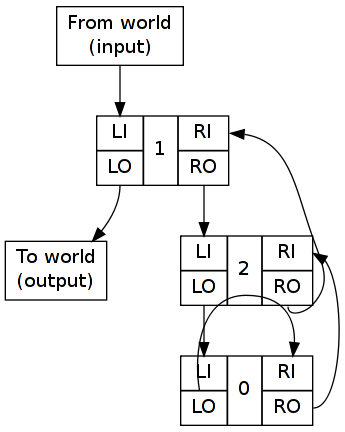 From world
(input)
LI 1 RI
LO RO
To world
(output)
LI 2 RI
LO RO
LI 0 RI
LO RO